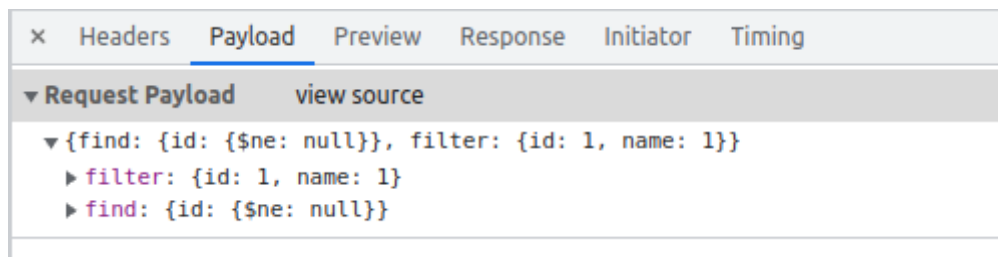 × Headers Payload Preview Response Initiator Timing
▼Request Payload view source
▼{find: {id: {$ne: null}}, filter: {id: 1, name: 1}}
▶filter: {id: 1, name: 1}
▶find: {id: {$ne: null}}